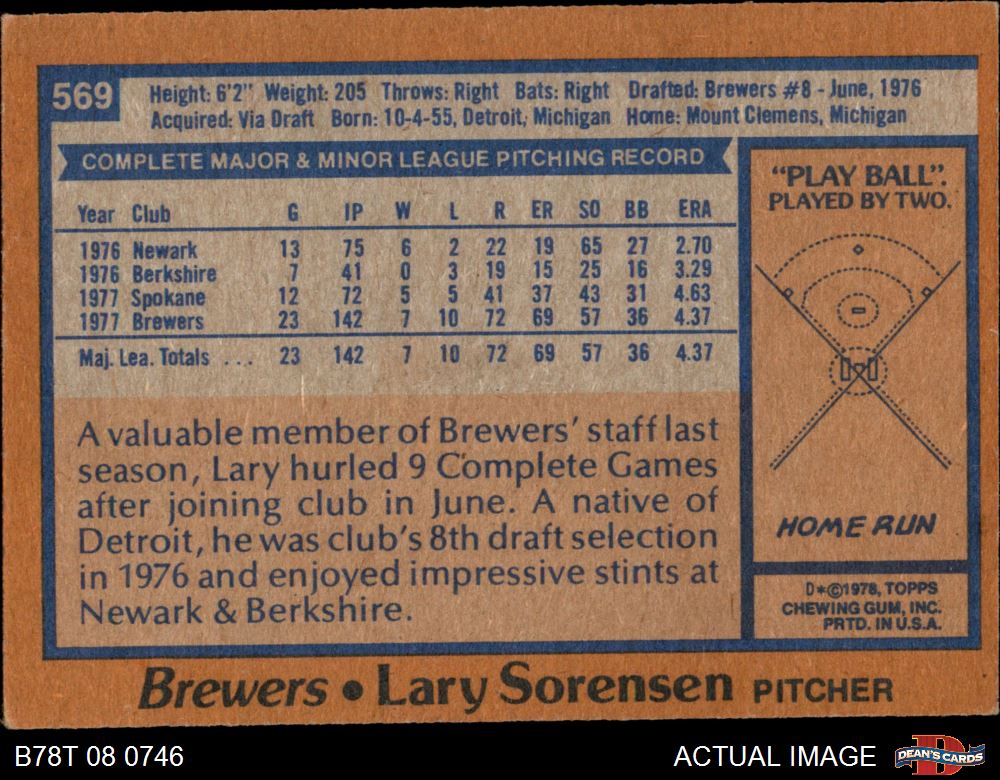 569
Height: 6'2" Weight: 205 Throws: Right Bats: Right Drafted: Brewers #8 - June, 1976
Acquired: Via Draft Born: 10-4-55, Detroit, Michigan Home: Mount Clemens, Michigan
COMPLETE MAJOR & MINOR LEAGUE PITCHING RECORD
Year Club G IP W L R ER SO BB ERA
1976 Newark 13 75 6 2 22 19 65 27 2.70
1976 Berkshire 7 41 0 3 19 15 25 16 3.29
1977 Spokane 12 72 5 5 41 37 43 31 4.63
1977 Brewers 23 142 7 10 72 69 57 36 4.37
Maj. Lea. Totals ... 23 142 7 10 72 69 57 36 4.37
A valuable member of Brewers' staff last
season, Lary hurled 9 Complete Games
after joining club in June. A native of
Detroit, he was club's 8th draft selection
in 1976 and enjoyed impressive stints at
Newark & Berkshire.
"PLAY BALL".
PLAYED BY TWO.
HOME RUN
D*©1978, TOPPS
CHEWING GUM, INC.
PRTD. IN U.S.A.
Brewers • Lary Sorensen PITCHER
B78T 08 0746
ACTUAL IMAGE
D
DEAN'S CARDS